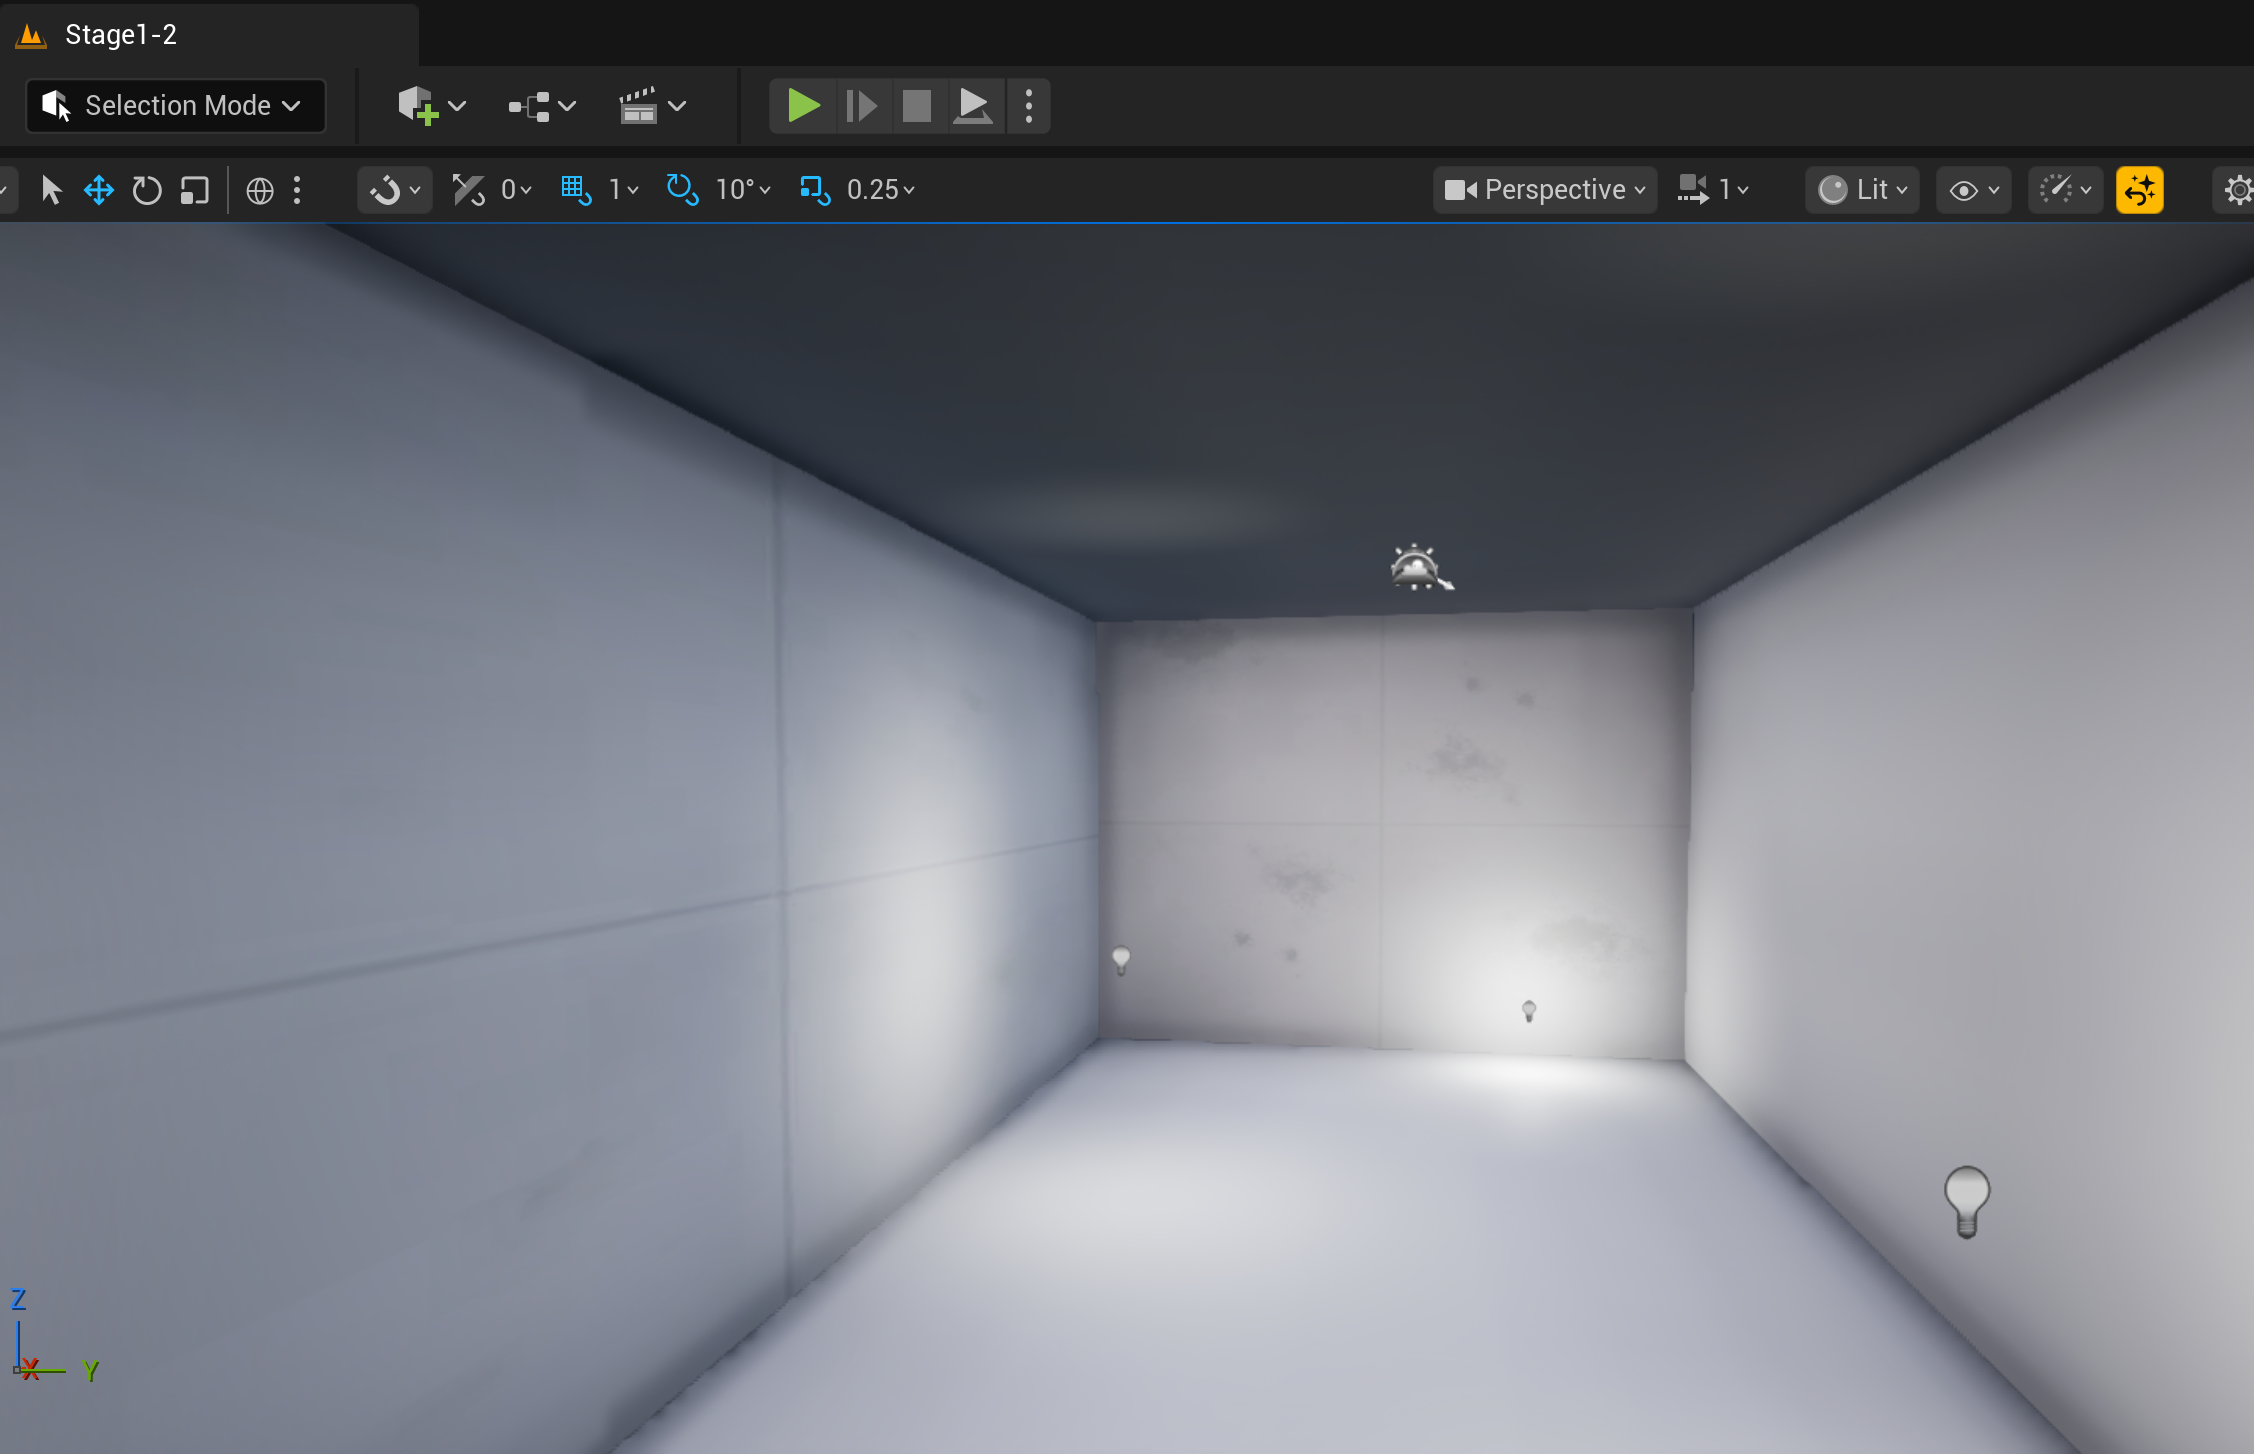 Stage1-2
Selection Mode
0 1 10° 0.25 Perspective 1 Lit
Z
X Y